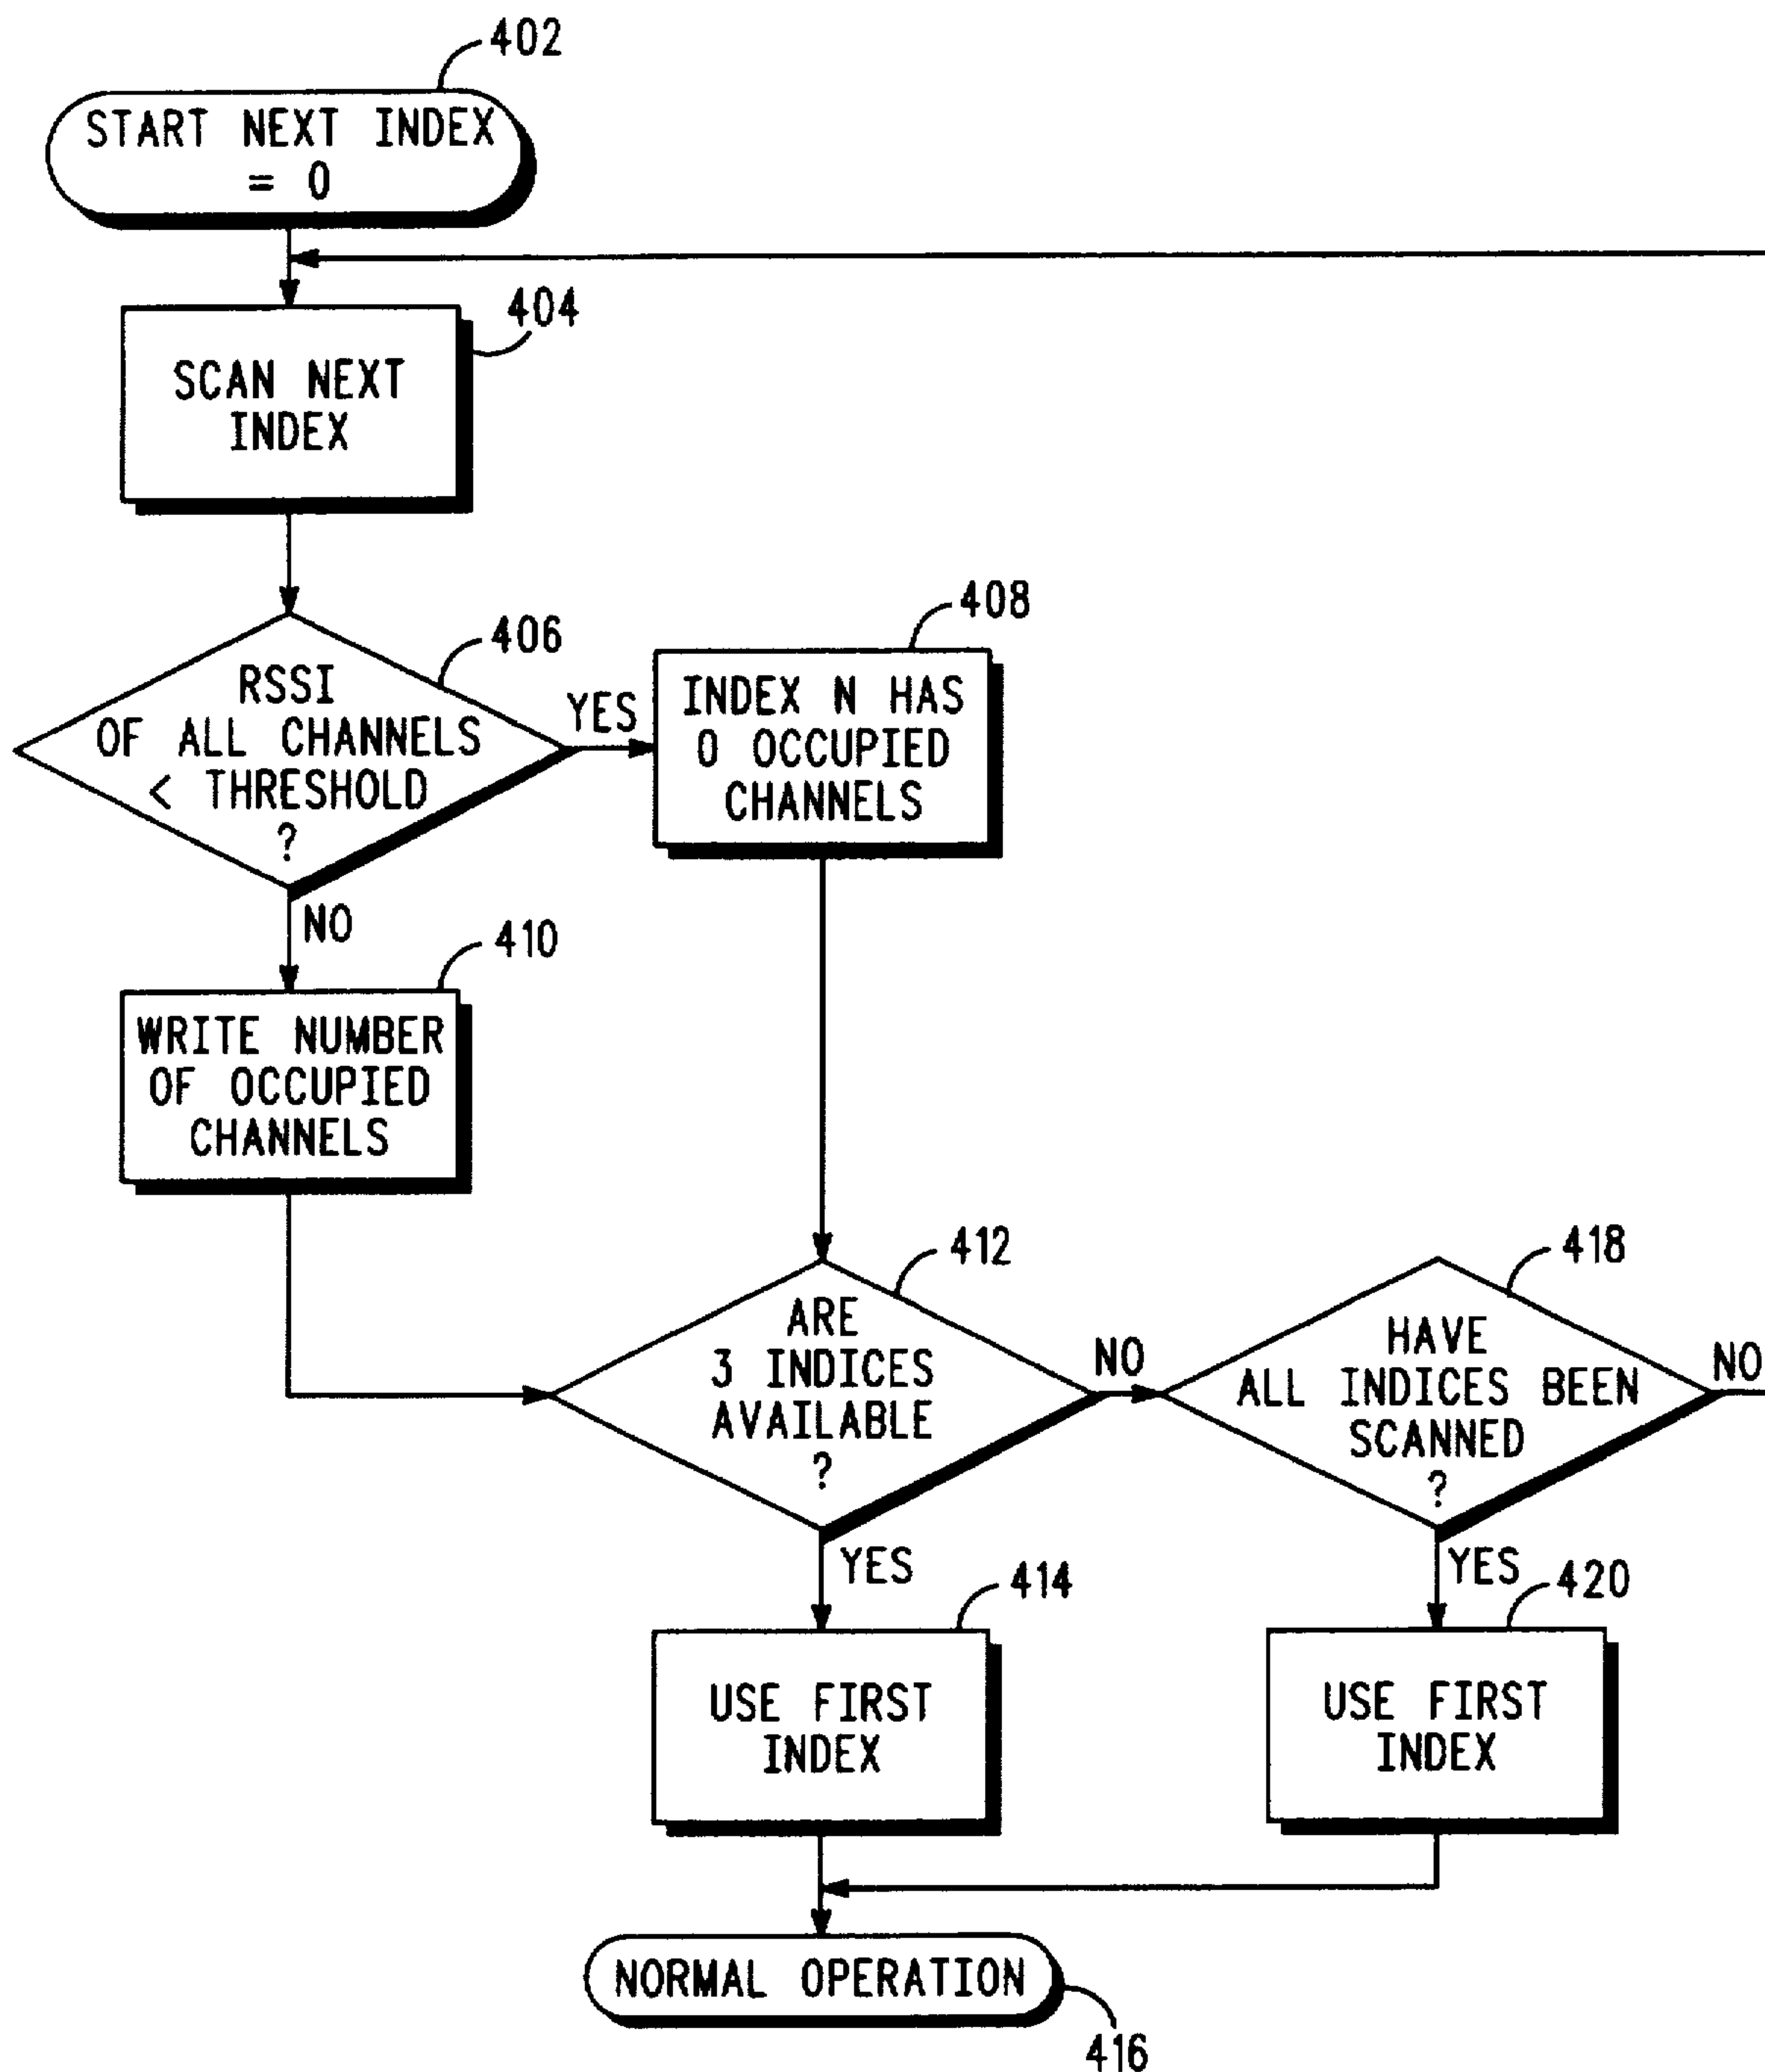 402
START NEXT INDEX
= 0
404
SCAN NEXT
INDEX
406
RSSI
OF ALL CHANNELS
< THRESHOLD
?
YES
408
INDEX N HAS
0 OCCUPIED
CHANNELS
NO
410
WRITE NUMBER
OF OCCUPIED
CHANNELS
412
ARE
3 INDICES
AVAILABLE
?
NO
418
HAVE
ALL INDICES BEEN
SCANNED
?
NO
YES
414
USE FIRST
INDEX
YES
420
USE FIRST
INDEX
NORMAL OPERATION
416